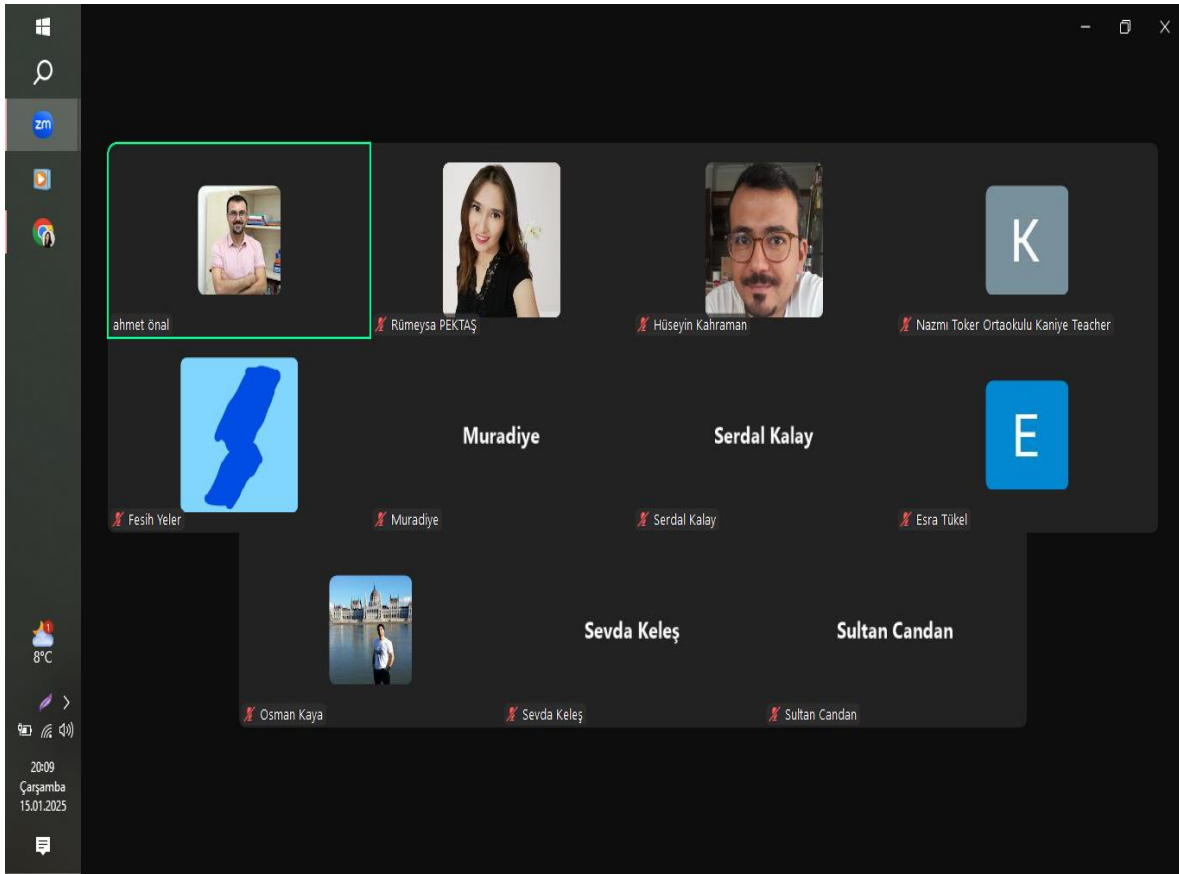 zm
ahmet önal
Rümeysa PEKTAŞ
Hüseyin Kahraman
K
Nazmı Toker Ortaokulu Kaniye Teacher
Fesih Yeler
Muradiye
Muradiye
Serdal Kalay
Serdal Kalay
E
Esra Tükel
Osman Kaya
Sevda Keleş
Sevda Keleş
Sultan Candan
Sultan Candan
1
8°C
20:09
Çarşamba
15.01.2025